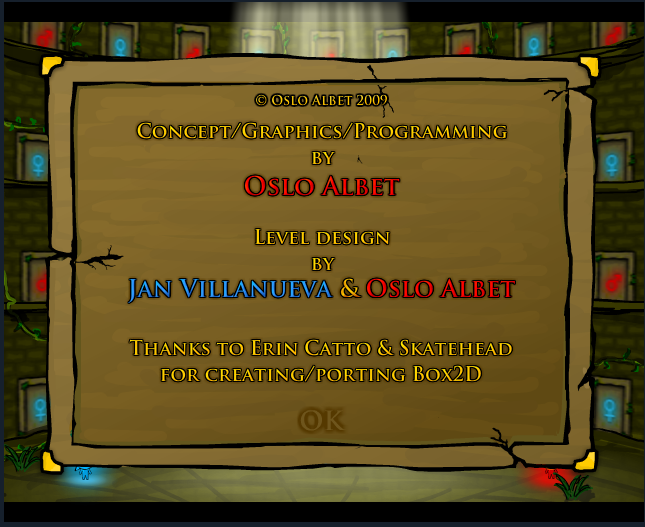 © Oslo Albet 2009
Concept/Graphics/Programming
by
Oslo Albet
Level design
by
Jan Villanueva & Oslo Albet
Thanks to Erin Catto & Skatehead
for creating/porting Box2D
OK